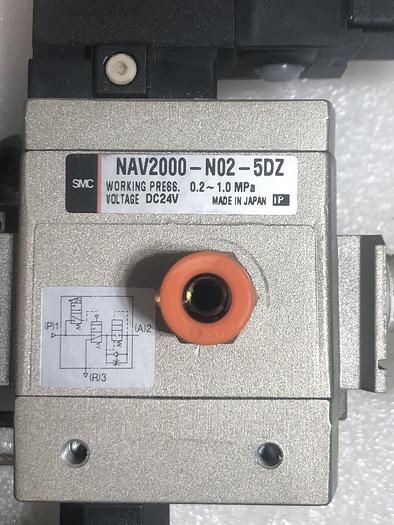 SMC
NAV2000-N02-5DZ
WORKING PRESS. 0.2~1.0 MPa
VOLTAGE DC24V MADE IN JAPAN IP
(P)1 (A)2
(R)3